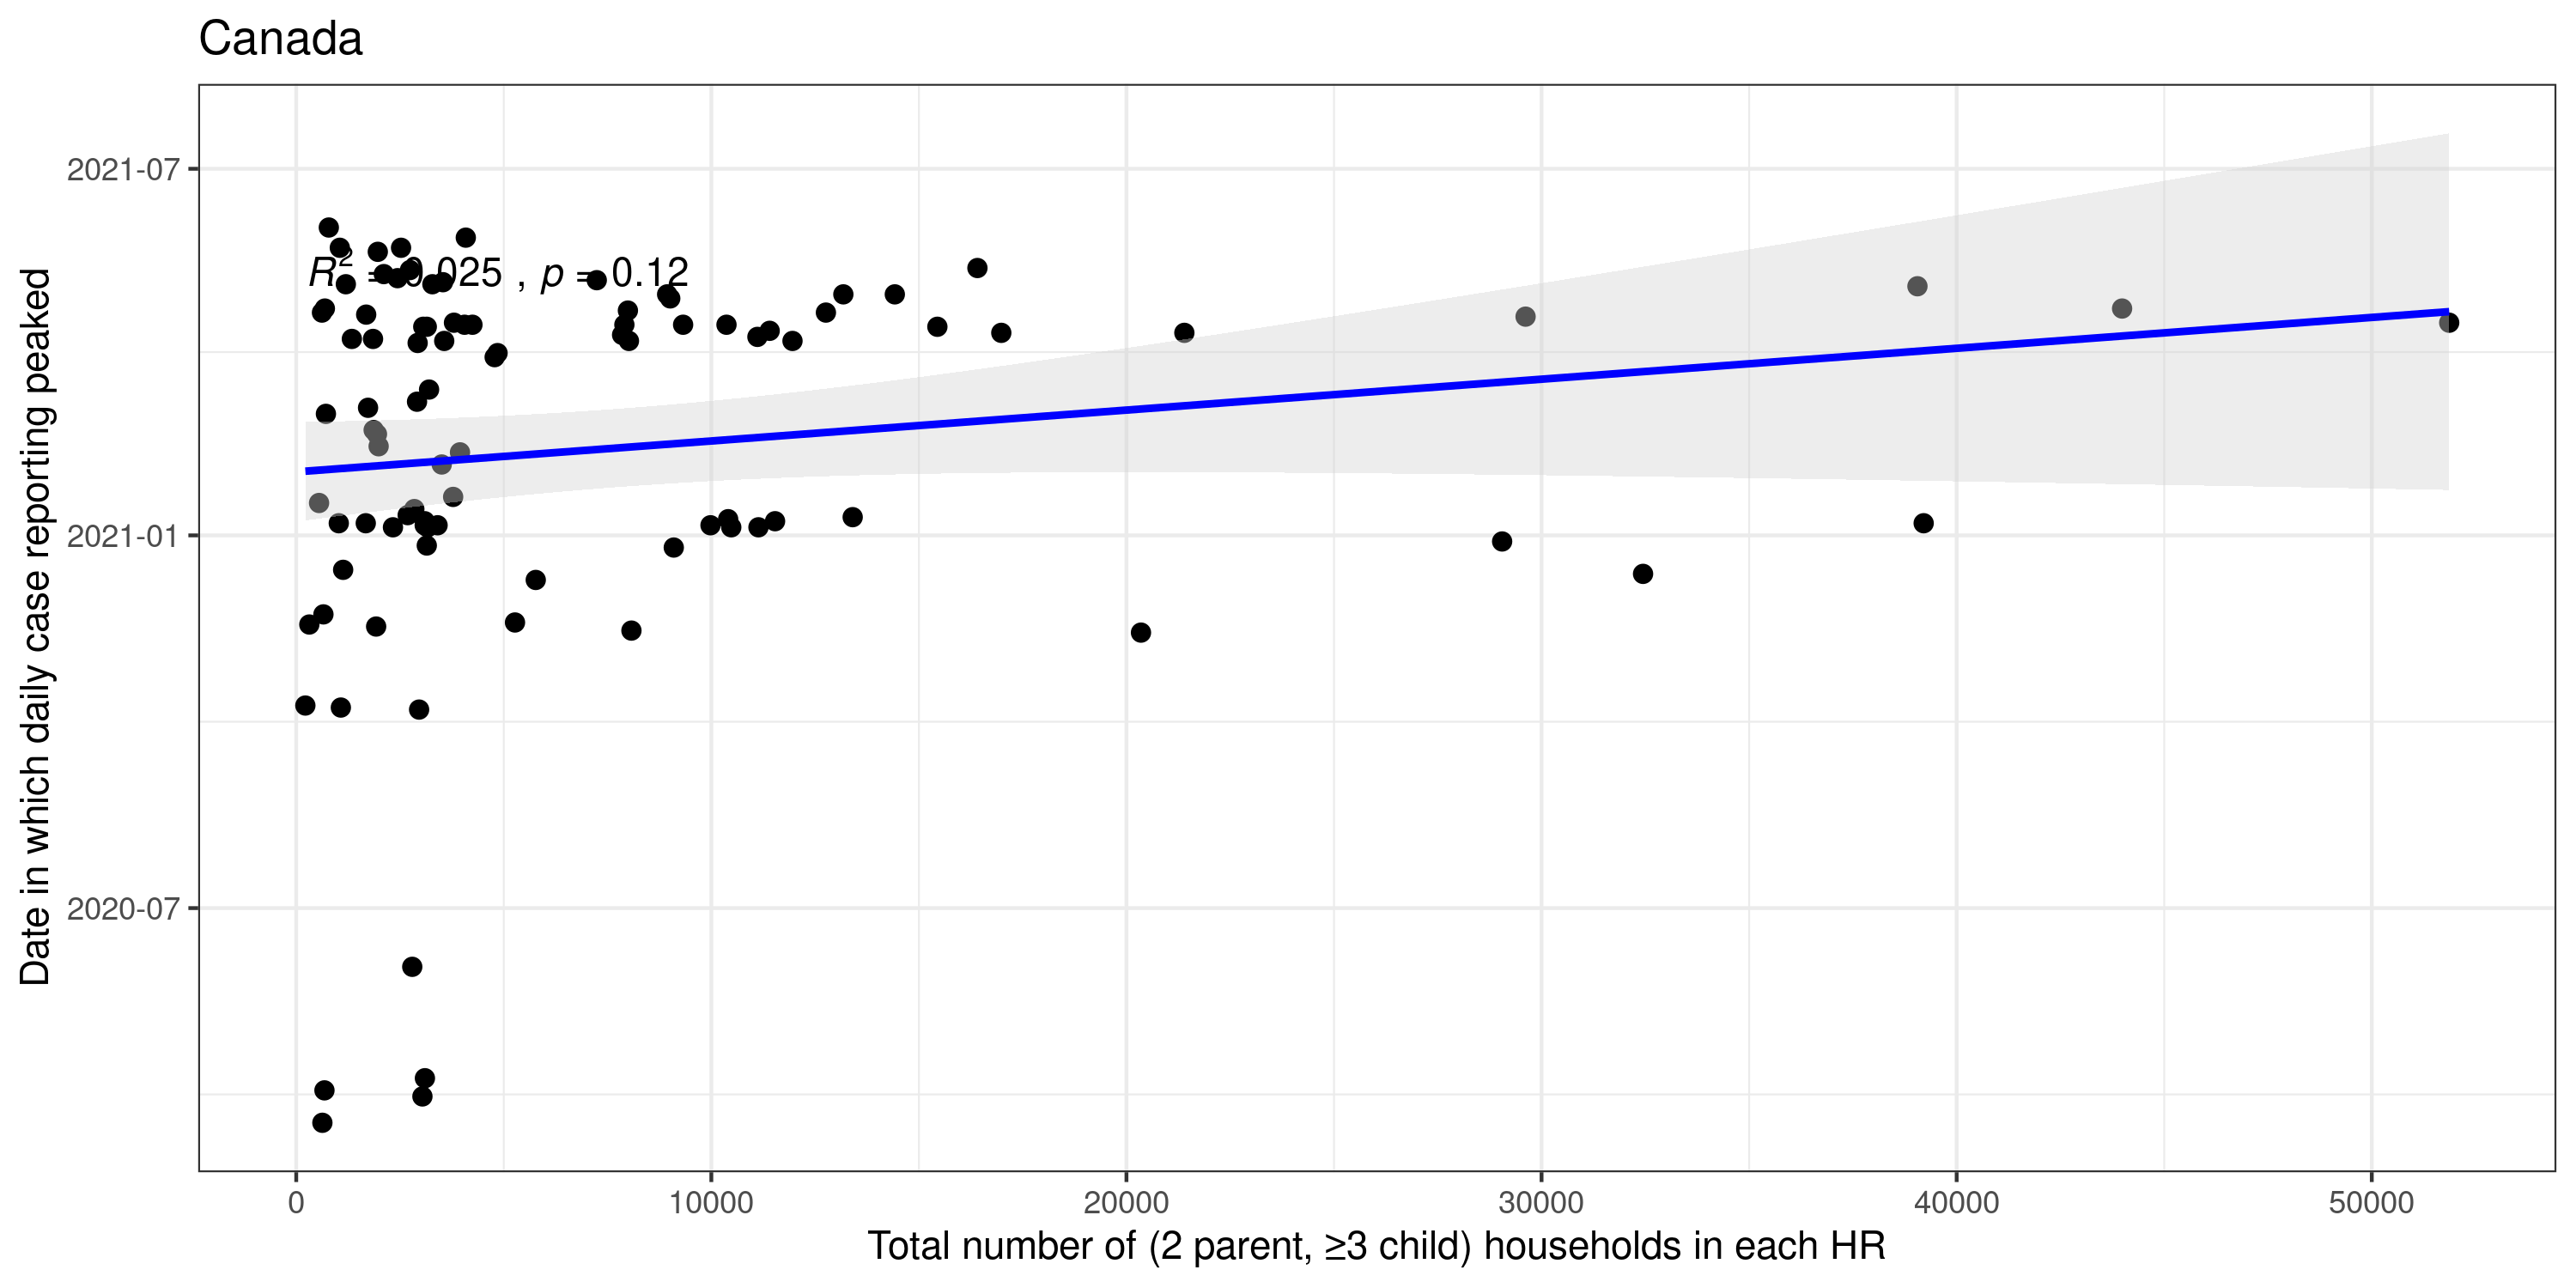 Canada
Date in which daily case reporting peaked
2021-07
2021-01
2020-07
R² = 0.025 , p = 0.12
0 10000 20000 30000 40000 50000
Total number of (2 parent, ≥3 child) households in each HR